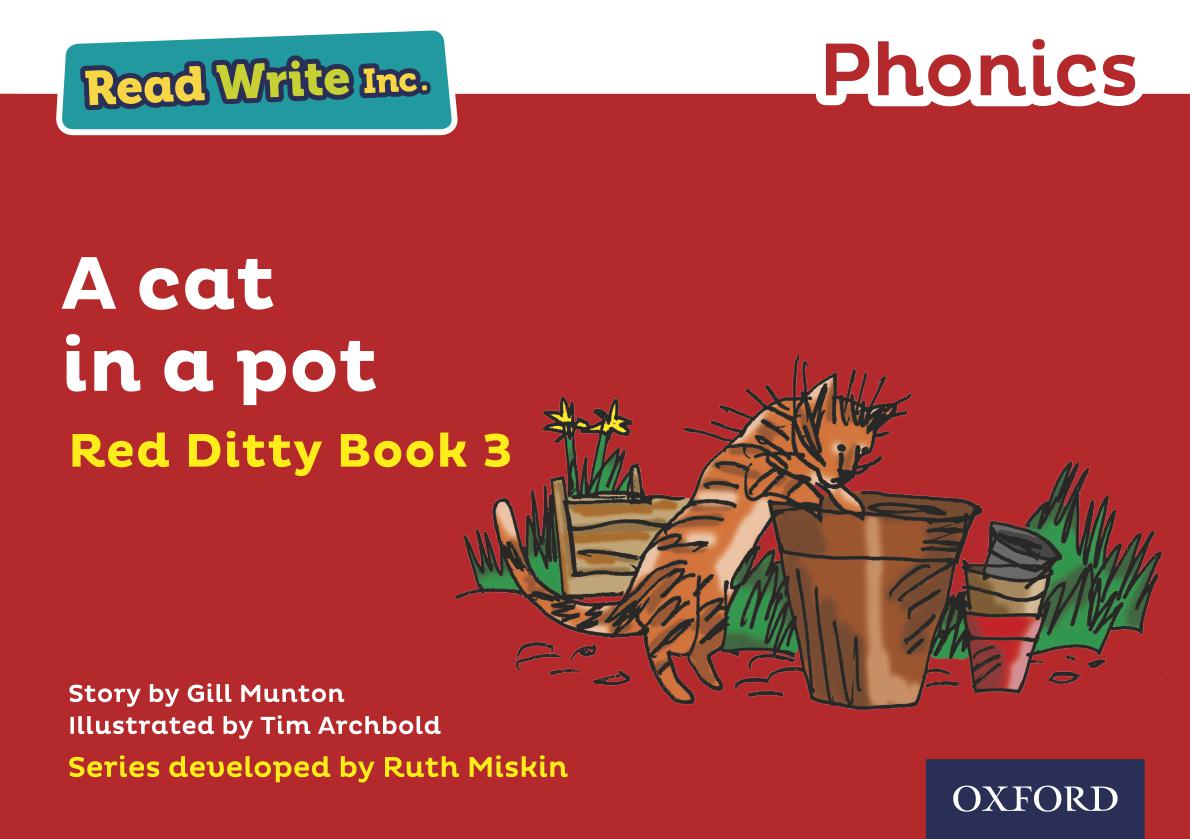 Read Write Inc.
Phonics
A cat
in a pot
Red Ditty Book 3
Story by Gill Munton
Illustrated by Tim Archbold
Series developed by Ruth Miskin
OXFORD